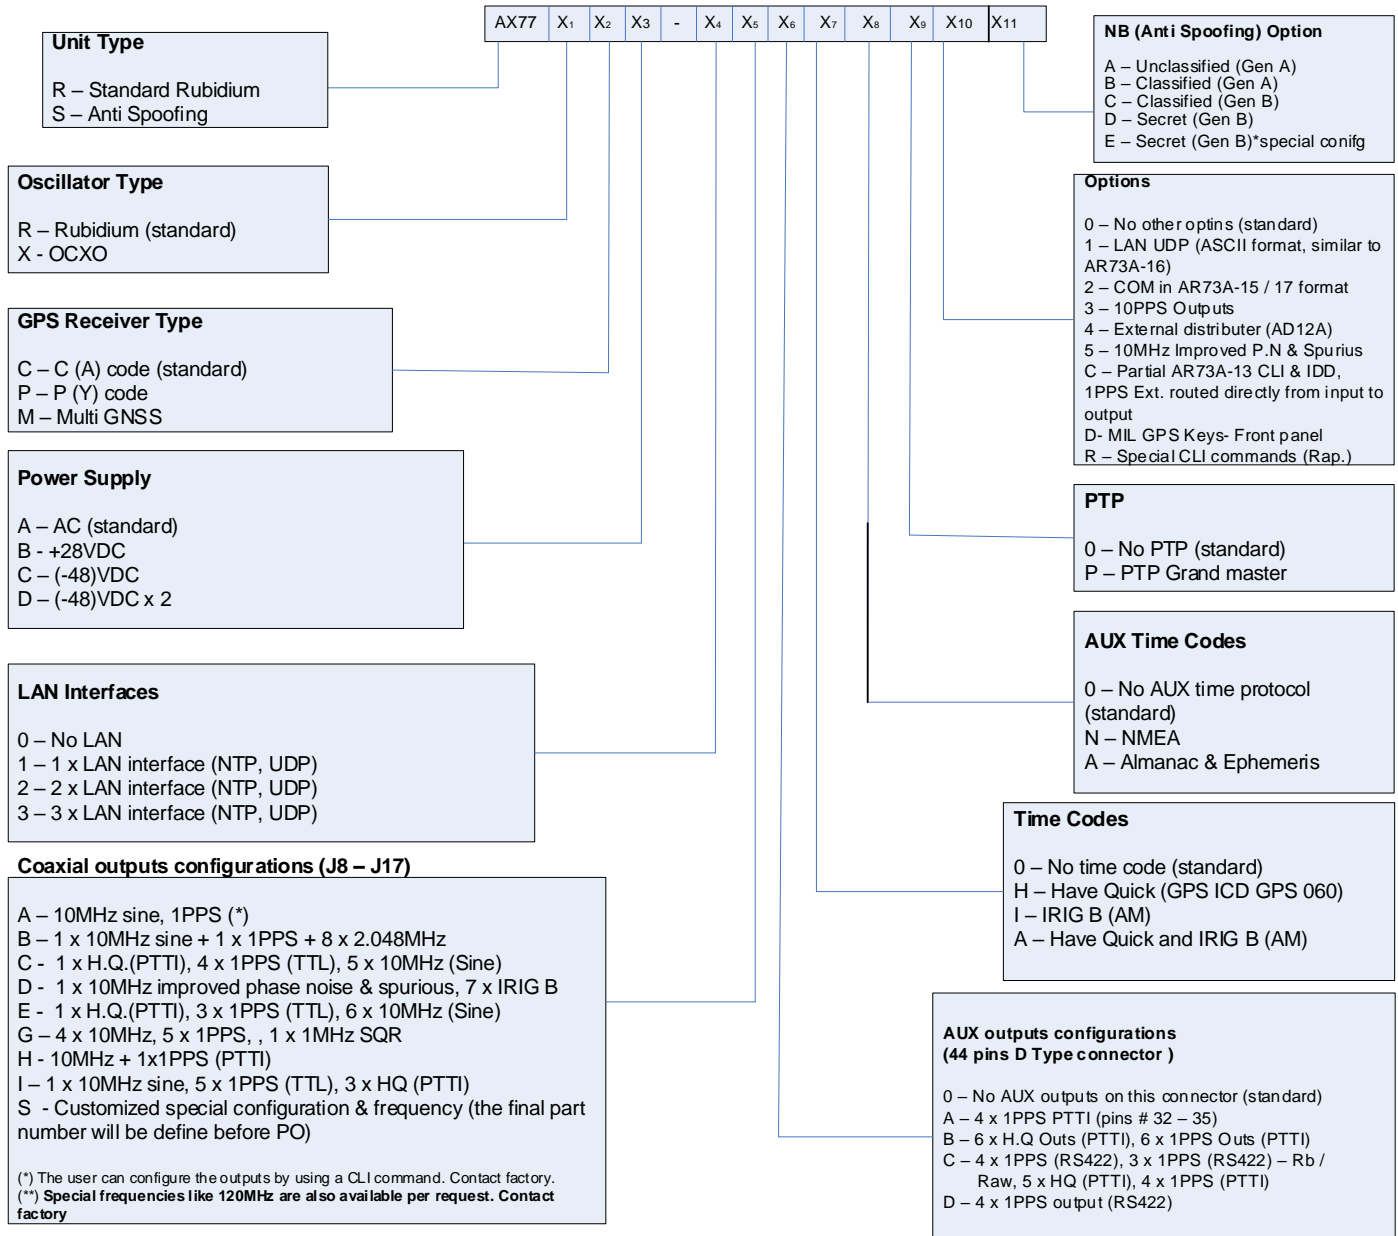 AX77 X1 X2 X3 - X4 X5 X6 X7 X8 X9 X10 X11
Unit Type
R – Standard Rubidium
S – Anti Spoofing
Oscillator Type
R – Rubidium (standard)
X - OCXO
GPS Receiver Type
C – C (A) code (standard)
P – P (Y) code
M – Multi GNSS
Power Supply
A – AC (standard)
B - +28VDC
C – (-48)VDC
D – (-48)VDC x 2
LAN Interfaces
0 – No LAN
1 – 1 x LAN interface (NTP, UDP)
2 – 2 x LAN interface (NTP, UDP)
3 – 3 x LAN interface (NTP, UDP)
Coaxial outputs configurations (J8 – J17)
A – 10MHz sine, 1PPS (*)
B – 1 x 10MHz sine + 1 x 1PPS + 8 x 2.048MHz
C - 1 x H.Q.(PTTI), 4 x 1PPS (TTL), 5 x 10MHz (Sine)
D - 1 x 10MHz improved phase noise & spurious, 7 x IRIG B
E - 1 x H.Q.(PTTI), 3 x 1PPS (TTL), 6 x 10MHz (Sine)
G – 4 x 10MHz, 5 x 1PPS, , 1 x 1MHz SQR
H - 10MHz + 1x1PPS (PTTI)
I – 1 x 10MHz sine, 5 x 1PPS (TTL), 3 x HQ (PTTI)
S - Customized special configuration & frequency (the final part
number will be define before PO)
(*) The user can configure the outputs by using a CLI command. Contact factory.
(**) Special frequencies like 120MHz are also available per request. Contact
factory
NB (Anti Spoofing) Option
A – Unclassified (Gen A)
B – Classified (Gen A)
C – Classified (Gen B)
D – Secret (Gen B)
E – Secret (Gen B)*special conifg
Options
0 – No other optins (standard)
1 – LAN UDP (ASCII format, similar to
AR73A-16)
2 – COM in AR73A-15 / 17 format
3 – 10PPS Outputs
4 – External distributer (AD12A)
5 – 10MHz Improved P.N & Spurius
C – Partial AR73A-13 CLI & IDD,
1PPS Ext. routed directly from input to
output
D- MIL GPS Keys- Front panel
R – Special CLI commands (Rap.)
PTP
0 – No PTP (standard)
P – PTP Grand master
AUX Time Codes
0 – No AUX time protocol
(standard)
N – NMEA
A – Almanac & Ephemeris
Time Codes
0 – No time code (standard)
H – Have Quick (GPS ICD GPS 060)
I – IRIG B (AM)
A – Have Quick and IRIG B (AM)
AUX outputs configurations
(44 pins D Type connector )
0 – No AUX outputs on this connector (standard)
A – 4 x 1PPS PTTI (pins # 32 – 35)
B – 6 x H.Q Outs (PTTI), 6 x 1PPS Outs (PTTI)
C – 4 x 1PPS (RS422), 3 x 1PPS (RS422) – Rb /
Raw, 5 x HQ (PTTI), 4 x 1PPS (PTTI)
D – 4 x 1PPS output (RS422)